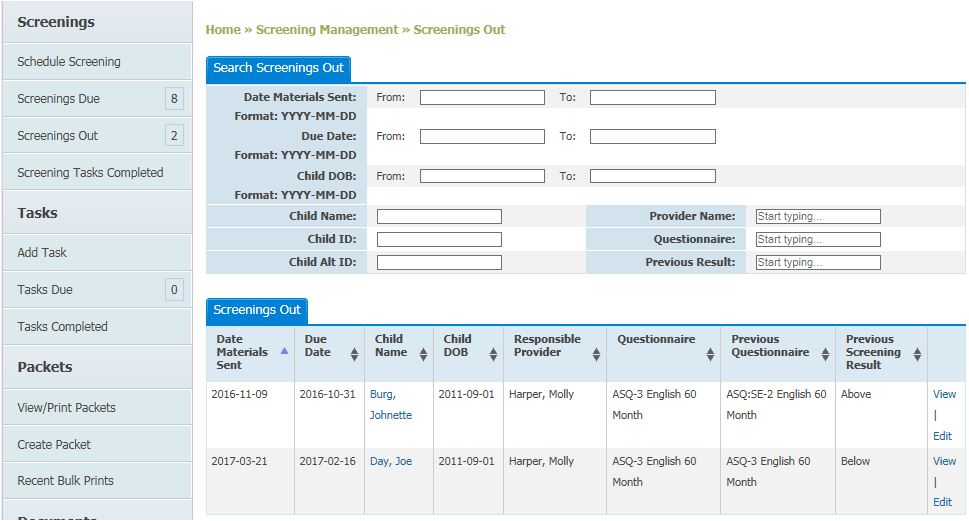 Screenings
Schedule Screening
Screenings Due 8
Screenings Out 2
Screening Tasks Completed
Tasks
Add Task
Tasks Due 0
Tasks Completed
Packets
View/Print Packets
Create Packet
Recent Bulk Prints
Documents
Home » Screening Management » Screenings Out
Search Screenings Out
Date Materials Sent: From: To:
Format: YYYY-MM-DD
Due Date: From: To:
Format: YYYY-MM-DD
Child DOB: From: To:
Format: YYYY-MM-DD
Child Name: Provider Name: Start typing...
Child ID: Questionnaire: Start typing...
Child Alt ID: Previous Result: Start typing...
Screenings Out
Date Due Child Child Responsible Questionnaire Previous Previous
Materials Date Name DOB Provider Questionnaire Screening
Sent Result
2016-11-09 2016-10-31 Burg, 2011-09-01 Harper, Molly ASQ-3 English 60 ASQ:SE-2 English 60 Above View
Johnette Month Month |
Edit
2017-03-21 2017-02-16 Day, Joe 2011-09-01 Harper, Molly ASQ-3 English 60 ASQ-3 English 60 Below View
Month Month |
Edit